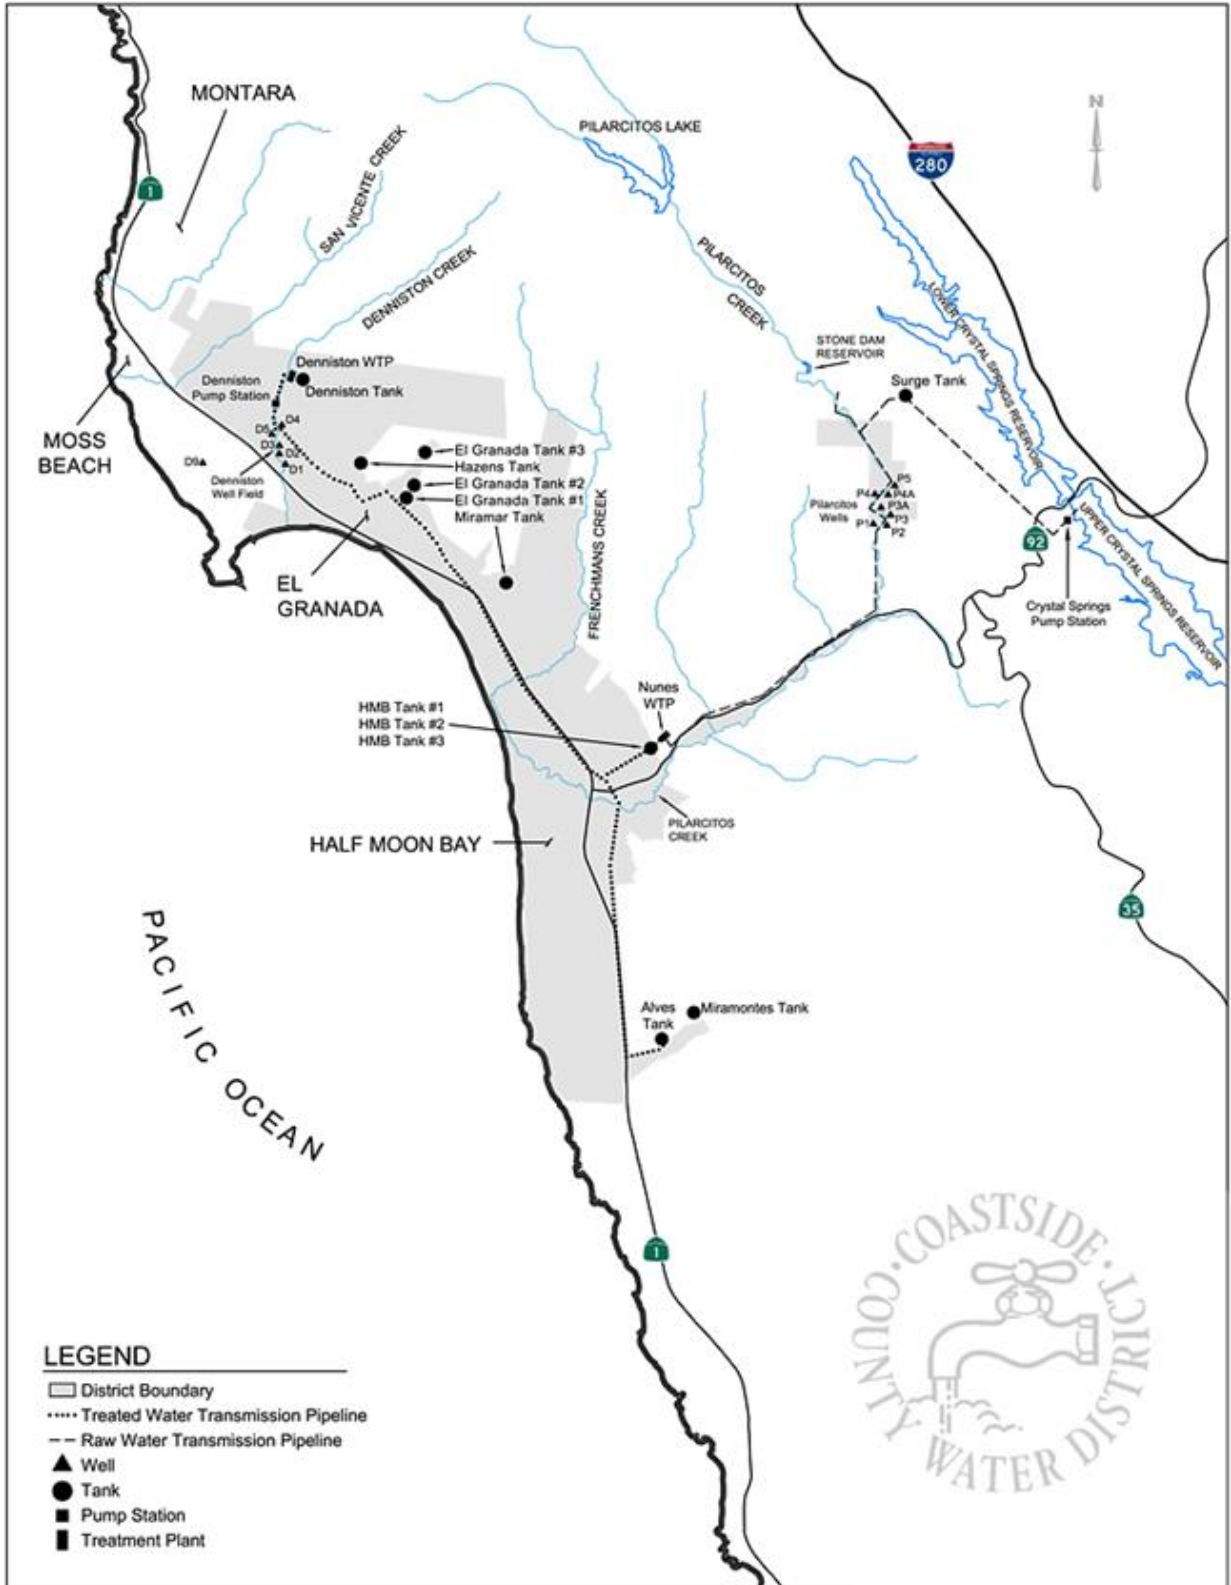 MONTARA
1
SAN VICENTE CREEK
DENNISTON CREEK
PILARCITOS LAKE
280
N
PILARCITOS
CREEK
LOWER CRYSTAL SPRINGS RESERVOIR
STONE DAM
RESERVOIR
Surge Tank
Denniston WTP
Denniston
Pump Station
Denniston Tank
MOSS
BEACH
D9
D5
D4
D3
D2
D1
Denniston
Well Field
El Granada Tank #3
Hazens Tank
El Granada Tank #2
El Granada Tank #1
Miramar Tank
EL
GRANADA
FRENCHMANS CREEK
Pilarcitos
Wells
P5
P4
P4A
P3A
P3
P1
P2
92
UPPER CRYSTAL SPRINGS RESERVOIR
Crystal Springs
Pump Station
Nunes
WTP
HMB Tank #1
HMB Tank #2
HMB Tank #3
PILARCITOS
CREEK
HALF MOON BAY
35
PACIFIC OCEAN
Alves
Tank
Miramontes Tank
1
COASTSIDE
COUNTY WATER DISTRICT
LEGEND
District Boundary
Treated Water Transmission Pipeline
Raw Water Transmission Pipeline
Well
Tank
Pump Station
Treatment Plant